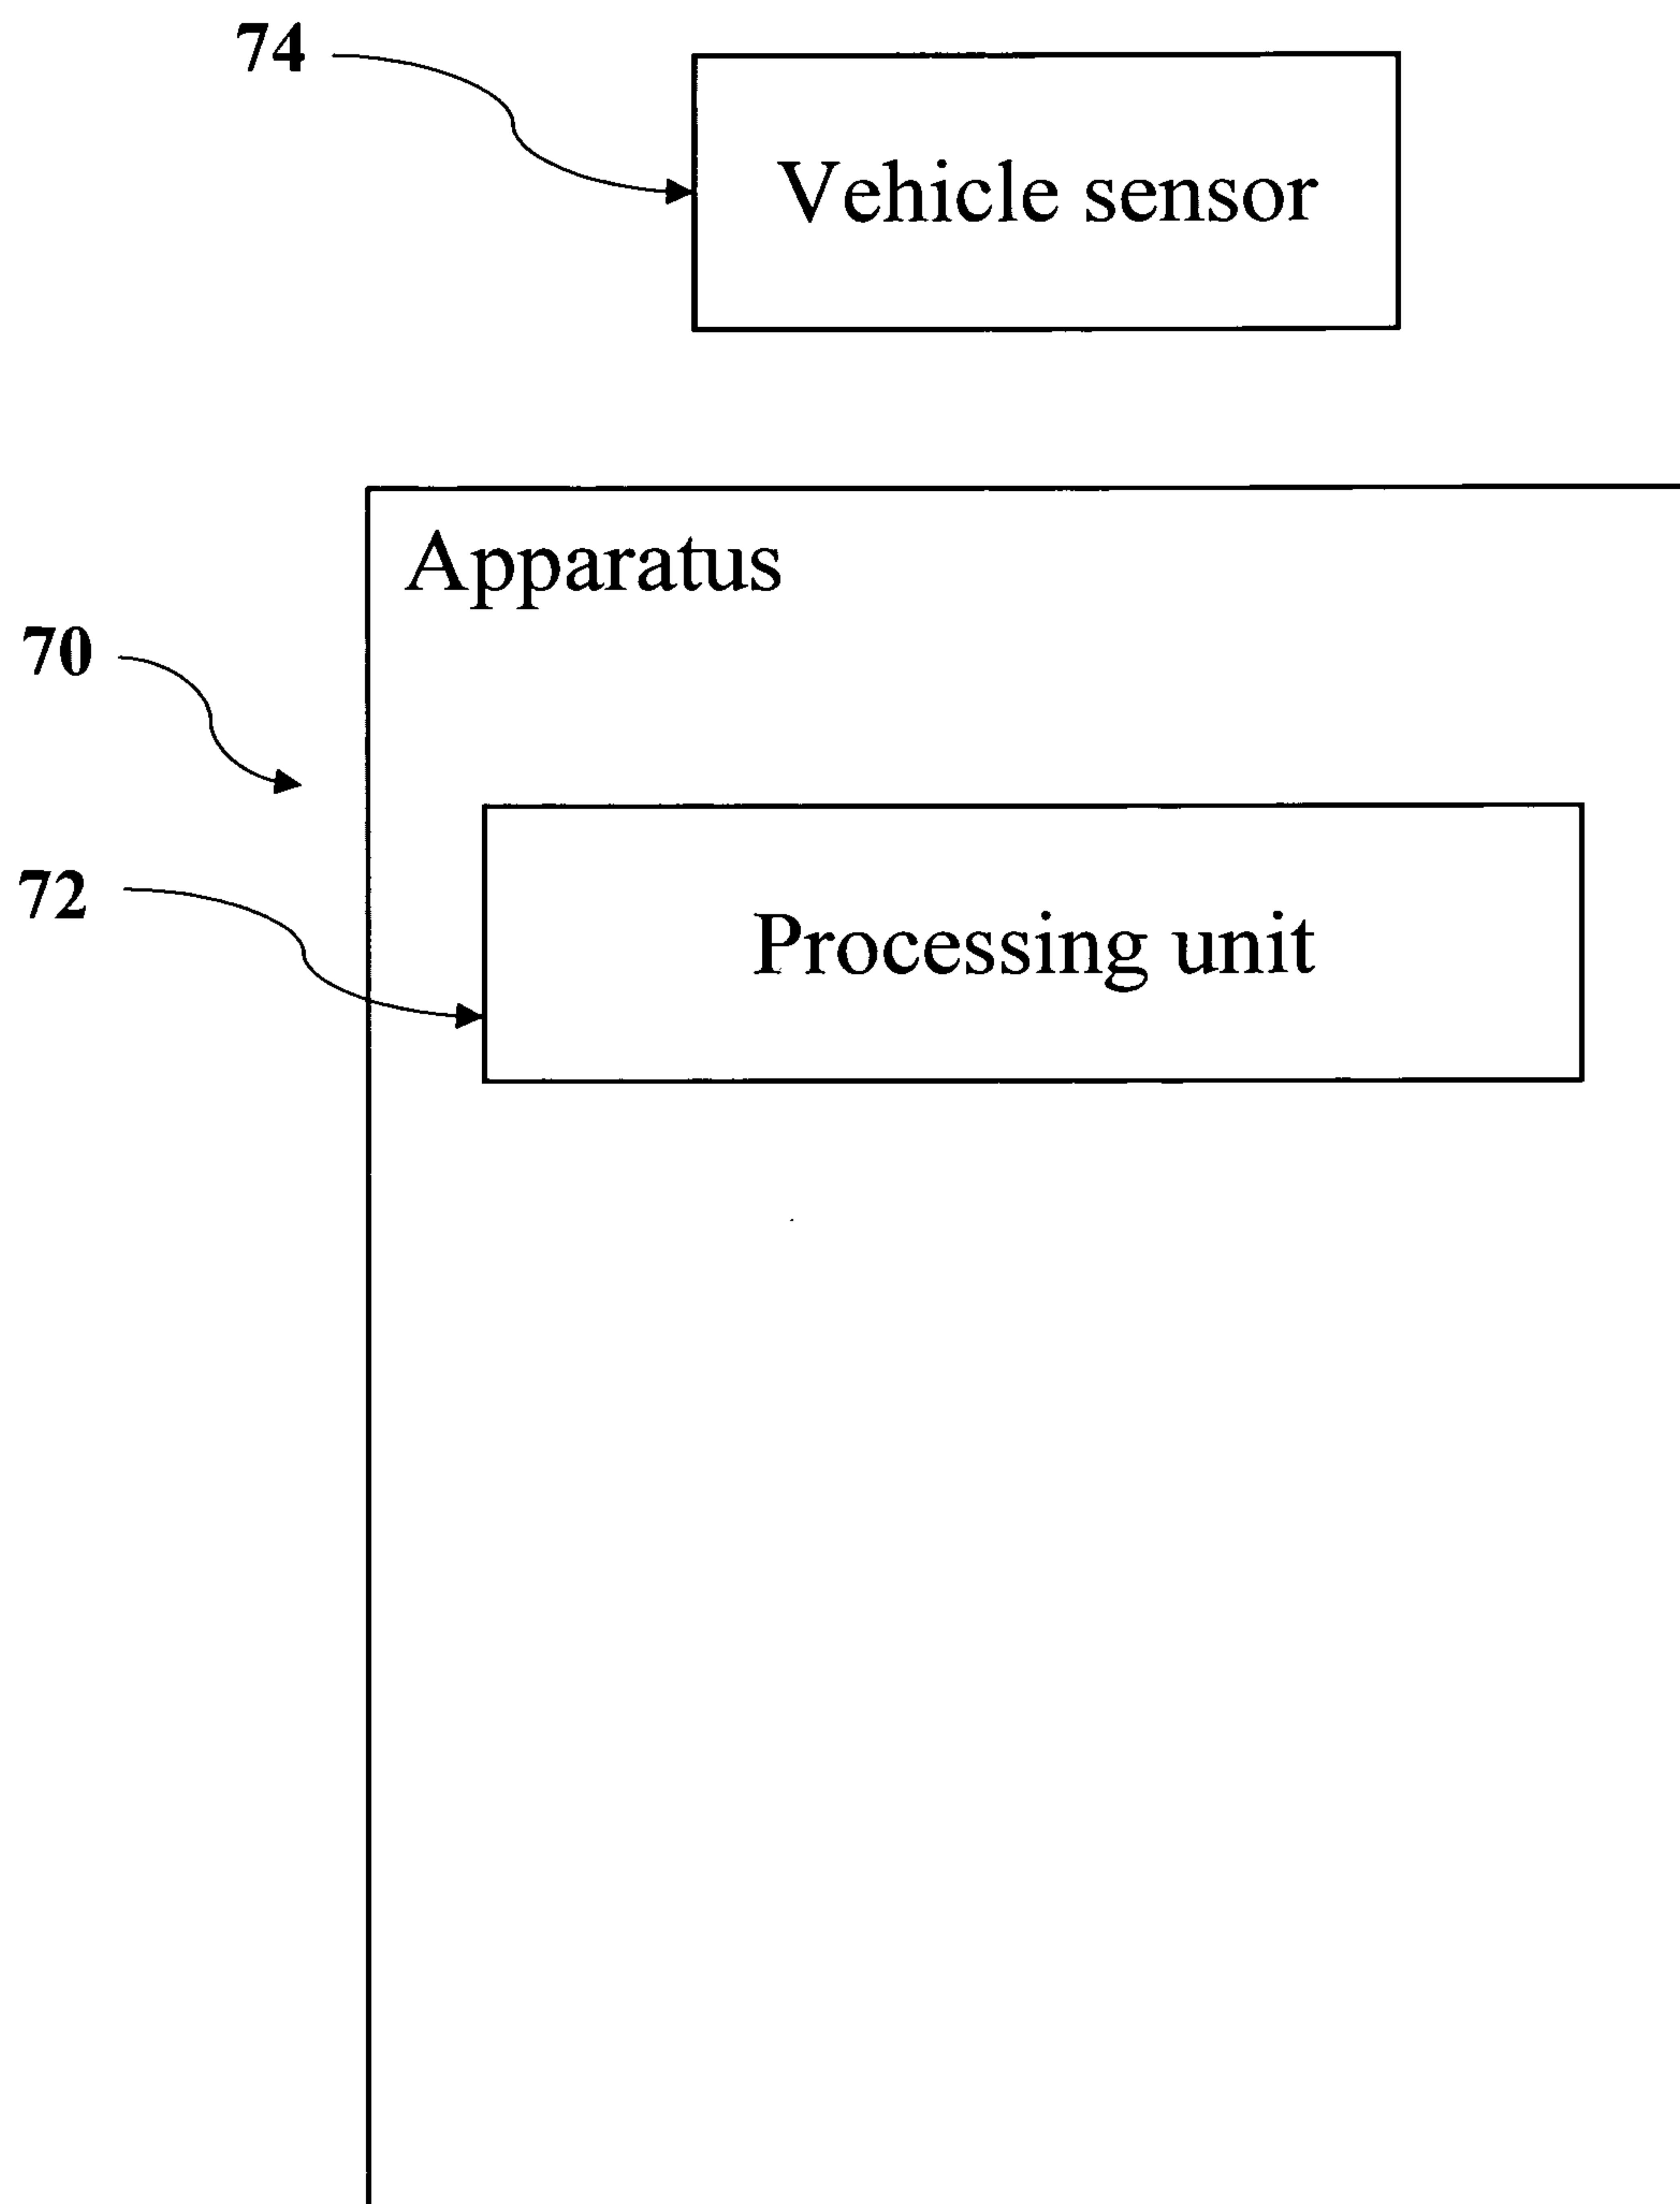 74
Vehicle sensor
Apparatus
70
72
Processing unit